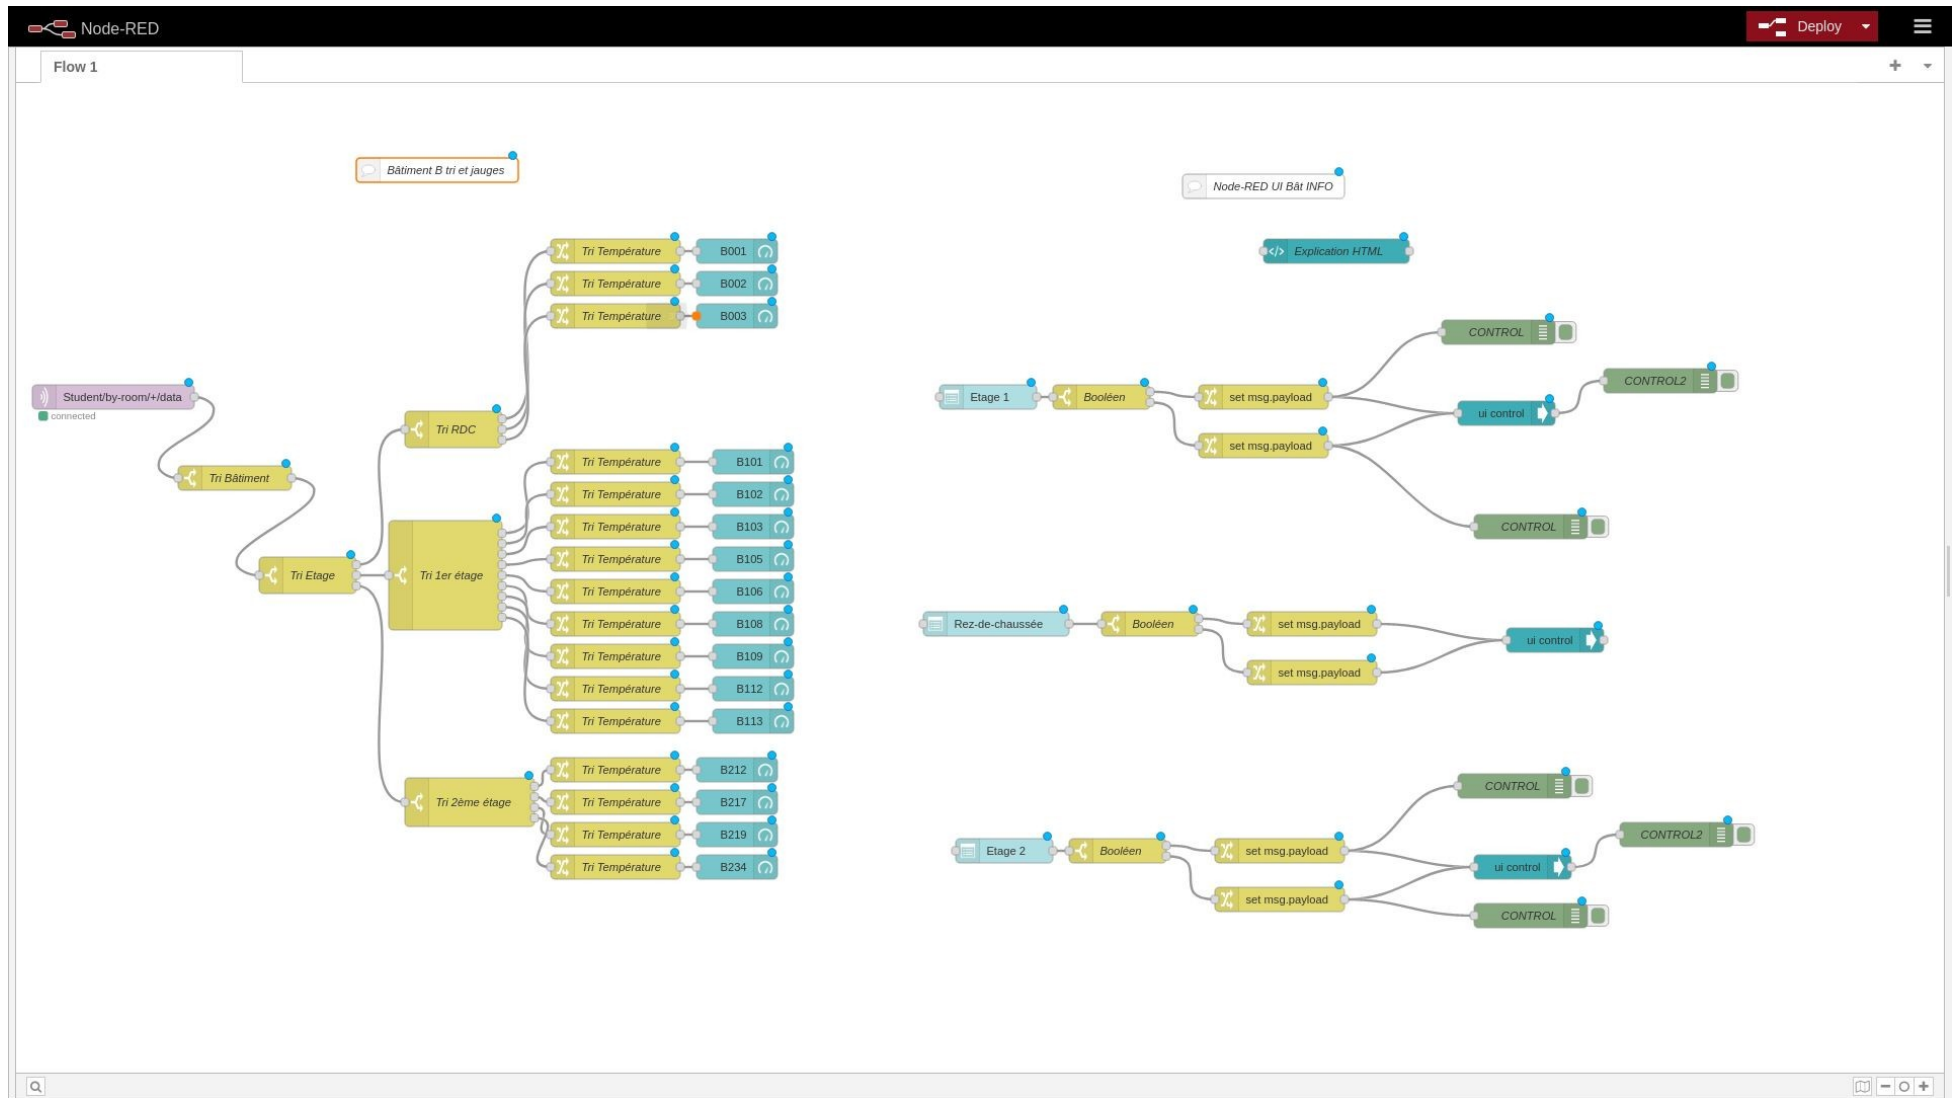 Node-RED
Deploy
Flow 1
Bâtiment B tri et jauges
Node-RED UI Bât INFO
Tri Température
B001
Explication HTML
Tri Température
B002
Tri Température
B003
CONTROL
CONTROL2
Student/by-room/+/data
connected
Etage 1
Booléen
set msg.payload
ui control
Tri RDC
set msg.payload
Tri Température
B101
Tri Bâtiment
Tri Température
B102
Tri Température
B103
CONTROL
Tri Température
B105
Tri Etage
Tri 1er étage
Tri Température
B106
Tri Température
B108
Rez-de-chaussée
Booléen
set msg.payload
ui control
Tri Température
B109
set msg.payload
Tri Température
B112
Tri Température
B113
Tri Température
B212
CONTROL
Tri 2ème étage
Tri Température
B217
Tri Température
B219
CONTROL2
Etage 2
Booléen
set msg.payload
ui control
Tri Température
B234
set msg.payload
CONTROL